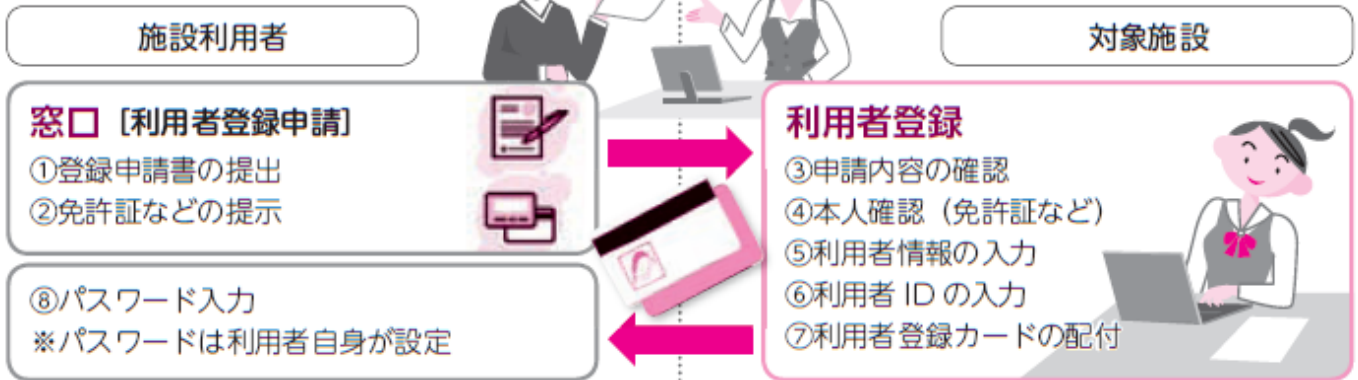 施設利用者
対象施設
窓口［利用者登録申請］
①登録申請書の提出
②免許証などの提示
⑧パスワード入力
※パスワードは利用者自身が設定
利用者登録
③申請内容の確認
④本人確認（免許証など）
⑤利用者情報の入力
⑥利用者 ID の入力
⑦利用者登録カードの配付